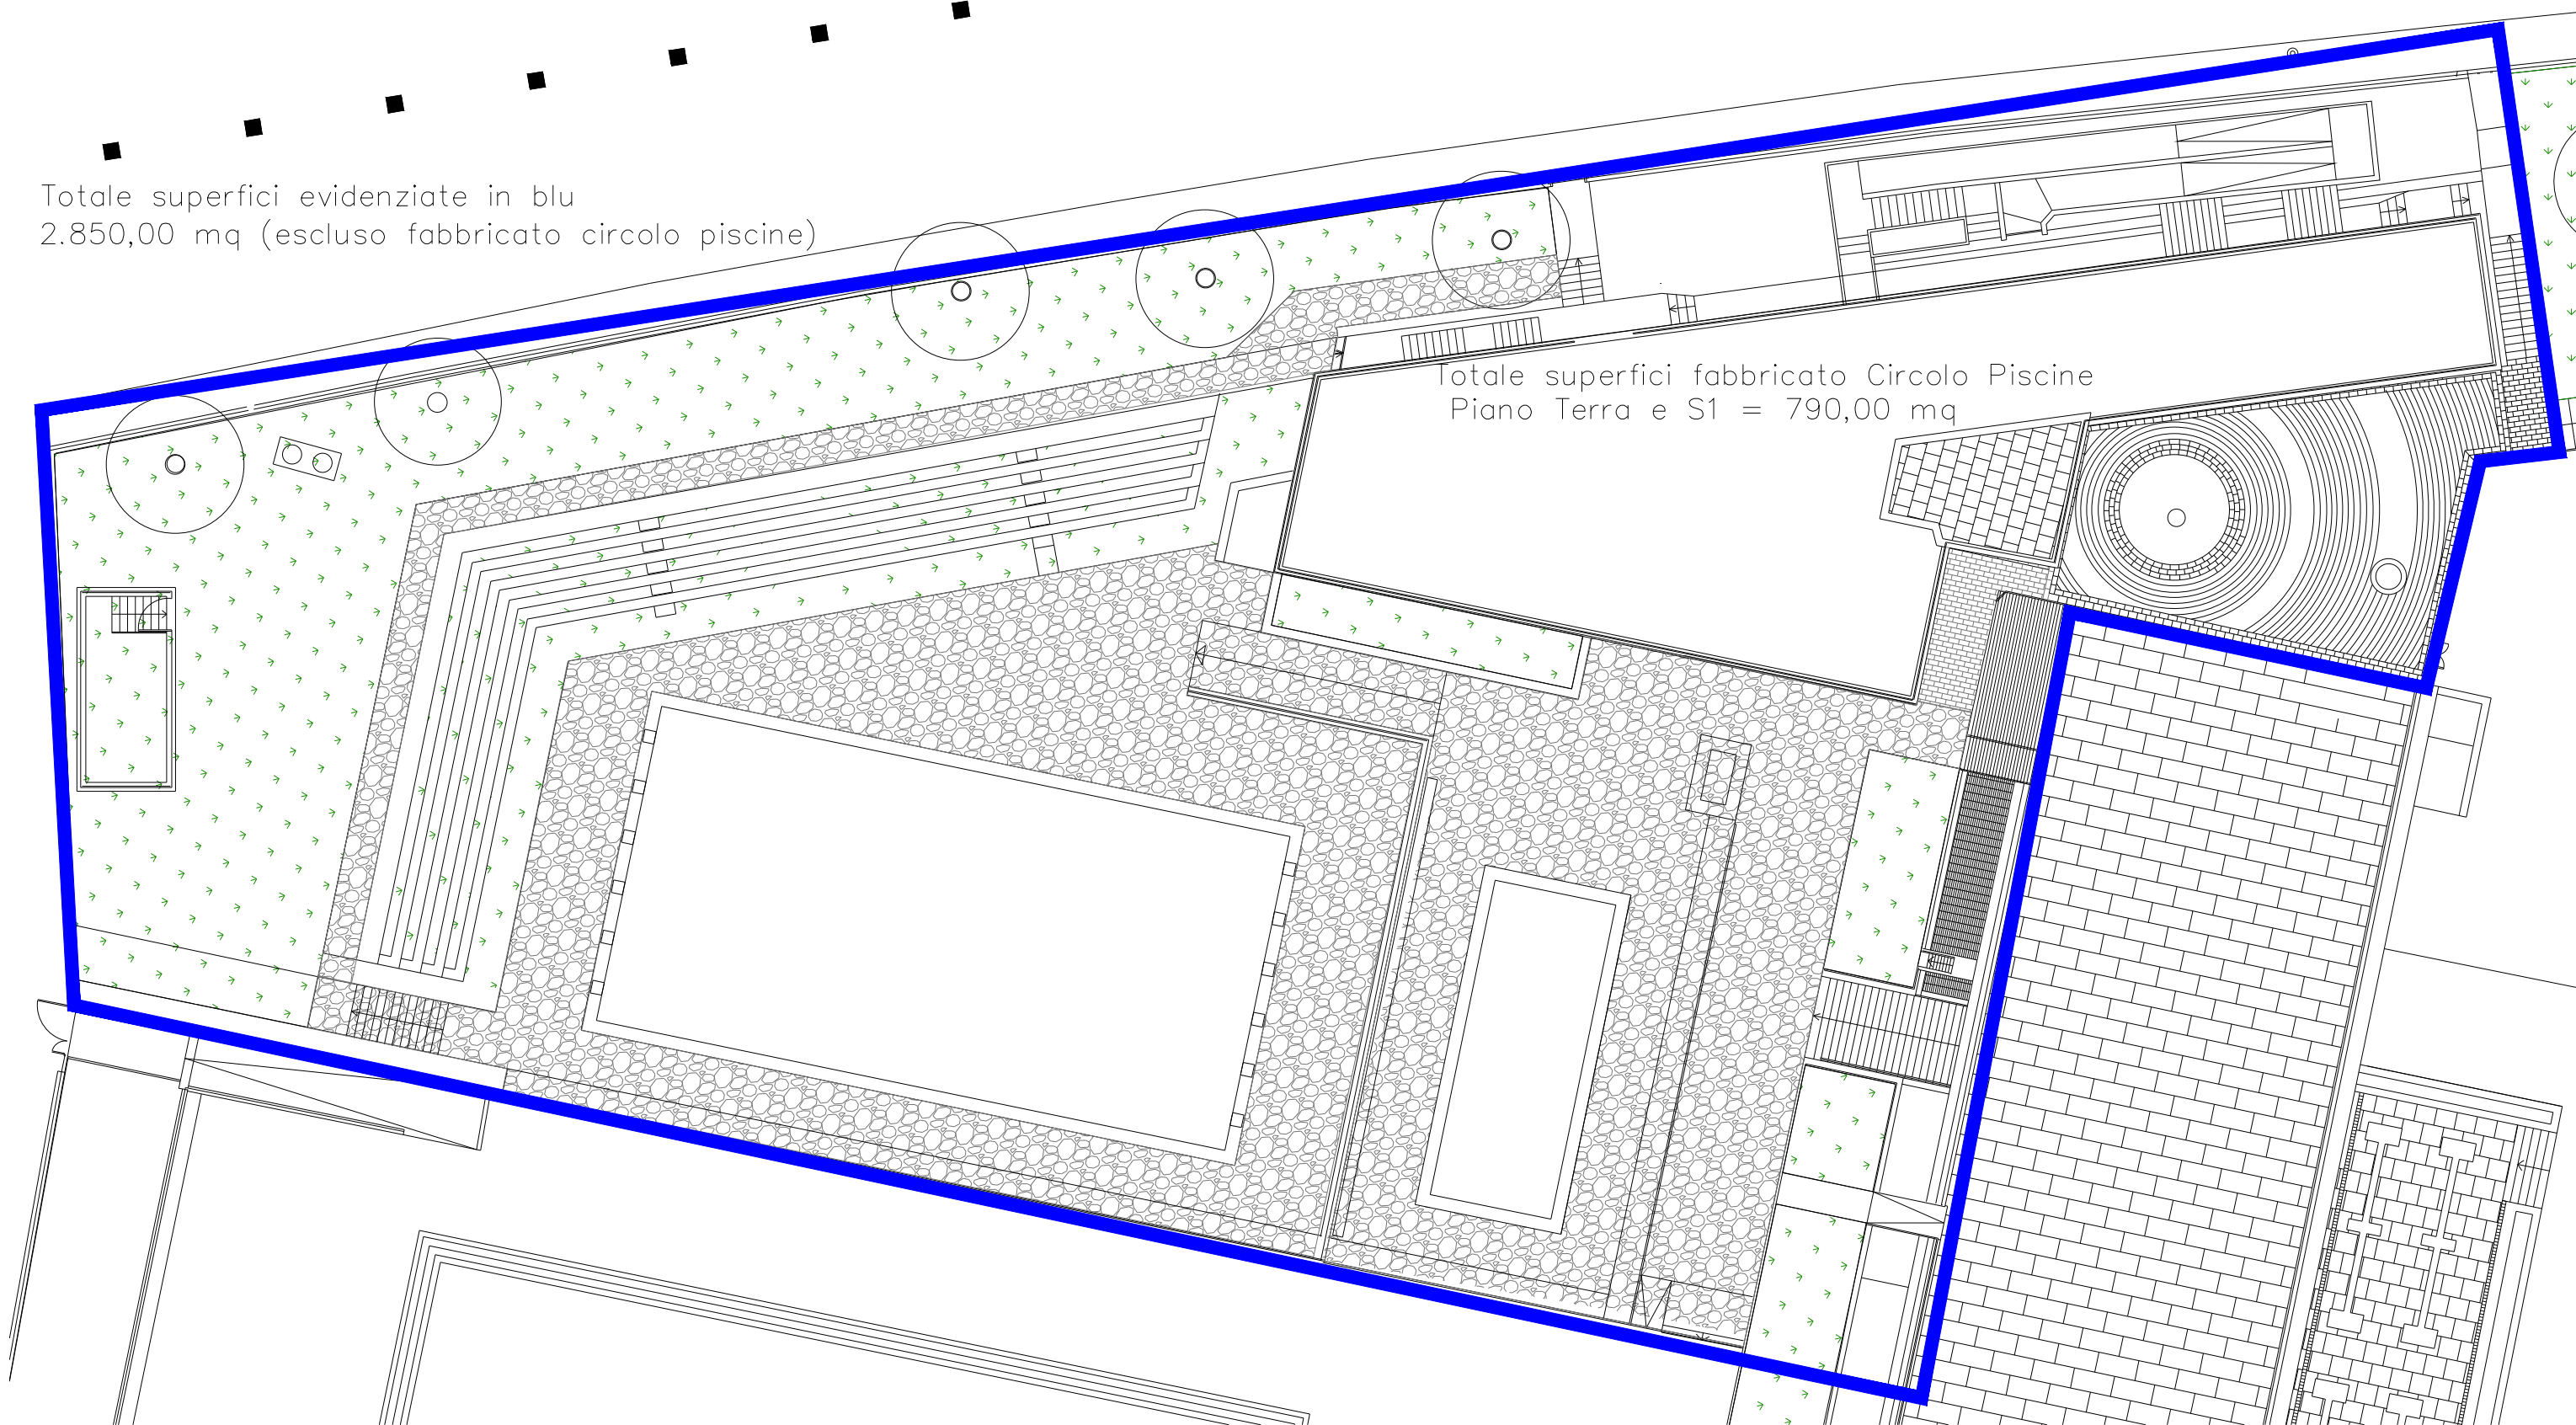 Totale superfici evidenziate in blu
2.850,00 mq (escluso fabbricato circolo piscine)
Totale superfici fabbricato Circolo Piscine
Piano Terra e S1 = 790,00 mq